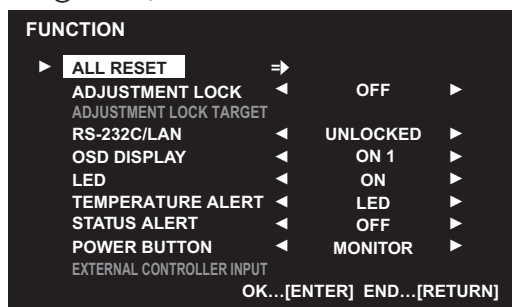 FUNCTION
ALL RESET
ADJUSTMENT LOCK OFF
ADJUSTMENT LOCK TARGET
RS-232C/LAN UNLOCKED
OSD DISPLAY ON 1
LED ON
TEMPERATURE ALERT LED
STATUS ALERT OFF
POWER BUTTON MONITOR
EXTERNAL CONTROLLER INPUT
OK...[ENTER] END...[RETURN]